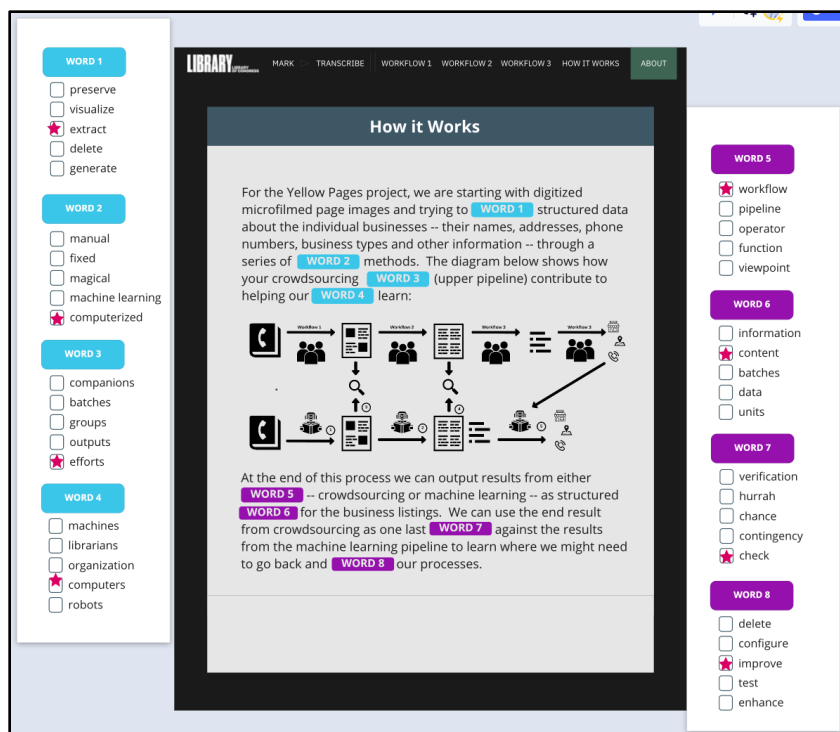 WORD 1
preserve
visualize
extract
delete
generate
WORD 2
manual
fixed
magical
machine learning
computerized
WORD 3
companions
batches
groups
outputs
efforts
WORD 4
machines
librarians
organization
computers
robots
LIBRARY LIBRARY OF CONGRESS MARK TRANSCRIBE WORKFLOW 1 WORKFLOW 2 WORKFLOW 3 HOW IT WORKS ABOUT
How it Works
For the Yellow Pages project, we are starting with digitized
microfilmed page images and trying to WORD 1 structured data
about the individual businesses -- their names, addresses, phone
numbers, business types and other information -- through a
series of WORD 2 methods. The diagram below shows how
your crowdsourcing WORD 3 (upper pipeline) contribute to
helping our WORD 4 learn:
Workflow 1 Workflow 2 Workflow 3 Workflow 3
At the end of this process we can output results from either
WORD 5 -- crowdsourcing or machine learning -- as structured
WORD 6 for the business listings. We can use the end result
from crowdsourcing as one last WORD 7 against the results
from the machine learning pipeline to learn where we might need
to go back and WORD 8 our processes.
WORD 5
workflow
pipeline
operator
function
viewpoint
WORD 6
information
content
batches
data
units
WORD 7
verification
hurrah
chance
contingency
check
WORD 8
delete
configure
improve
test
enhance